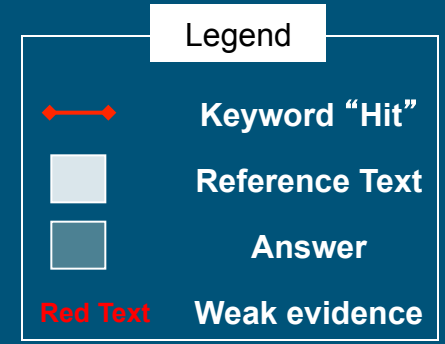 Legend
Keyword “Hit”
Reference Text
Answer
Red Text Weak evidence